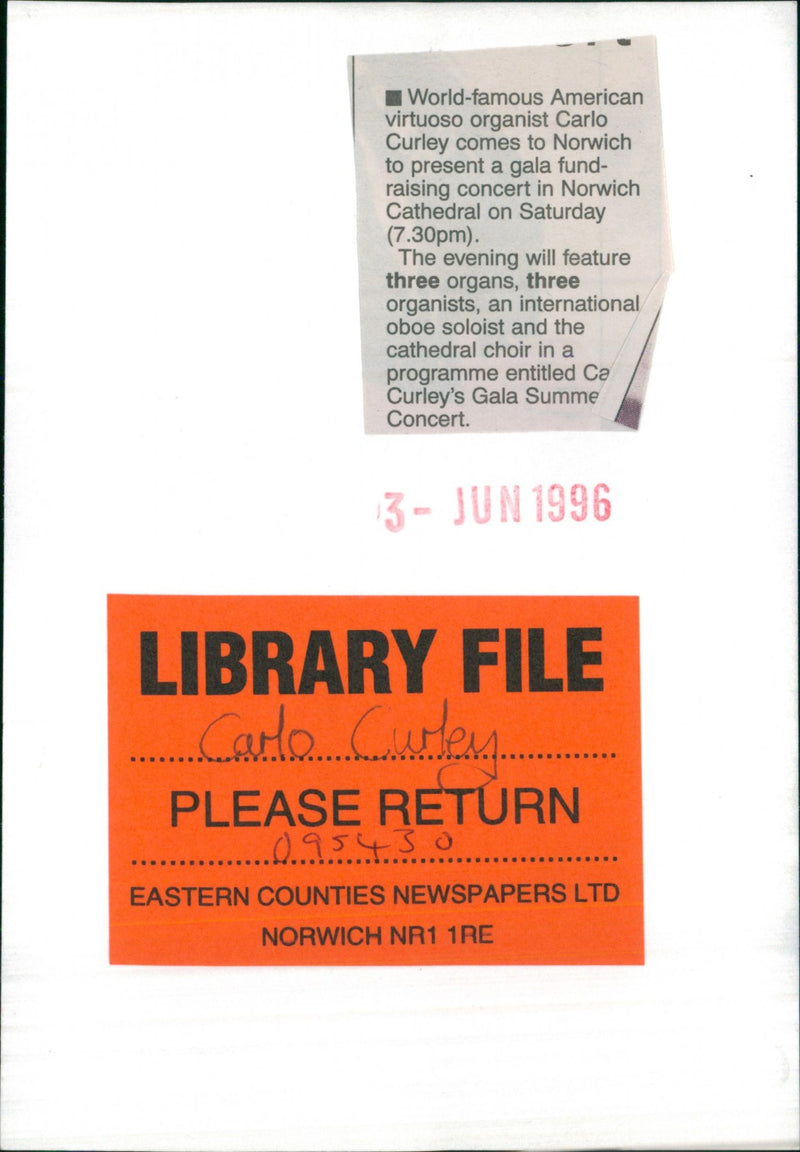 ■ World-famous American
virtuoso organist Carlo
Curley comes to Norwich
to present a gala fund-
raising concert in Norwich
Cathedral on Saturday
(7.30pm).
The evening will feature
three organs, three
organists, an international
oboe soloist and the
cathedral choir in a
programme entitled Ca
Curley's Gala Summe
Concert.
3- JUN 1996
LIBRARY FILE
Carlo Curley
PLEASE RETURN
095430
EASTERN COUNTIES NEWSPAPERS LTD
NORWICH NR1 1RE